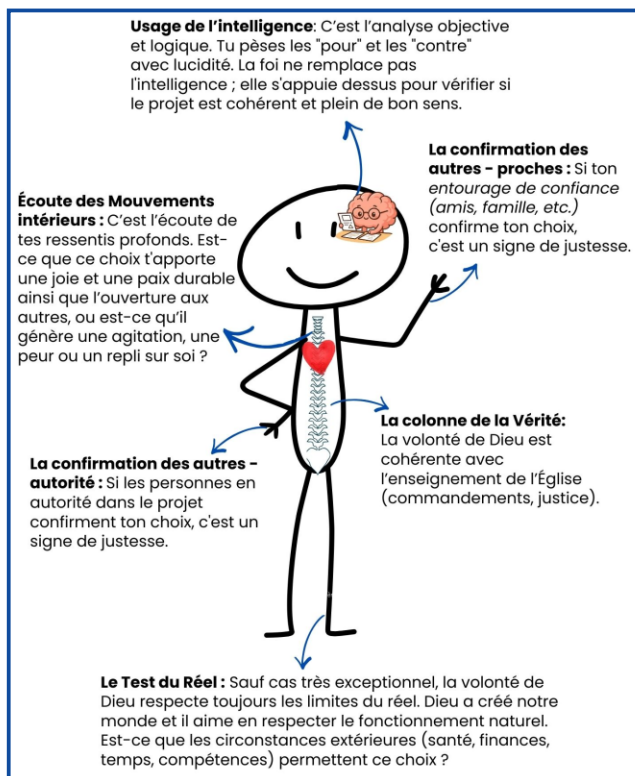 Usage de l'intelligence: C'est l'analyse objective
et logique. Tu pèses les "pour" et les "contre"
avec lucidité. La foi ne remplace pas
l'intelligence ; elle s'appuie dessus pour vérifier si
le projet est cohérent et plein de bon sens.
La confirmation des
autres - proches : Si ton
entourage de confiance
(amis, famille, etc.)
confirme ton choix,
c'est un signe de justesse.
Écoute des Mouvements
intérieurs : C'est l'écoute de
tes ressentis profonds. Est-
ce que ce choix t'apporte
une joie et une paix durable
ainsi que l'ouverture aux
autres, ou est-ce qu'il
génère une agitation, une
peur ou un repli sur soi ?
La colonne de la Vérité:
La volonté de Dieu est
cohérente avec
l'enseignement de l'Église
(commandements, justice).
La confirmation des autres -
autorité : Si les personnes en
autorité dans le projet
confirment ton choix, c'est un
signe de justesse.
Le Test du Réel : Sauf cas très exceptionnel, la volonté de
Dieu respecte toujours les limites du réel. Dieu a créé notre
monde et il aime en respecter le fonctionnement naturel.
Est-ce que les circonstances extérieures (santé, finances,
temps, compétences) permettent ce choix ?